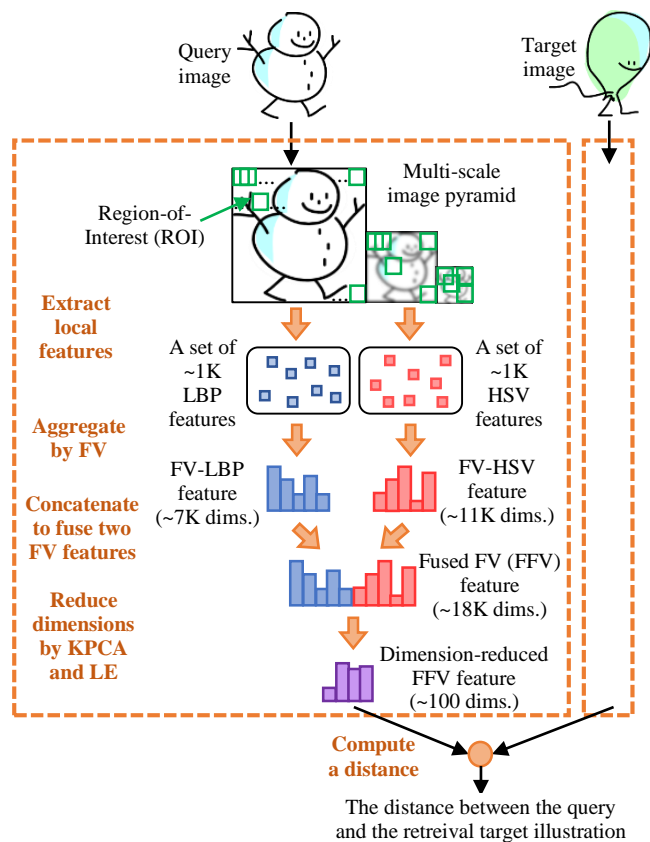 Query
image
Target
image
Multi-scale
image pyramid
Region-of-
Interest (ROI)
...
...
...
...
Extract
local
features
A set of
~1K
LBP
features
A set of
~1K
HSV
features
Aggregate
by FV
FV-LBP
feature
(~7K dims.)
FV-HSV
feature
(~11K dims.)
Concatenate
to fuse two
FV features
Fused FV (FFV)
feature
(~18K dims.)
Reduce
dimensions
by KPCA
and LE
Dimension-reduced
FFV feature
(~100 dims.)
Compute
a distance
The distance between the query
and the retreival target illustration